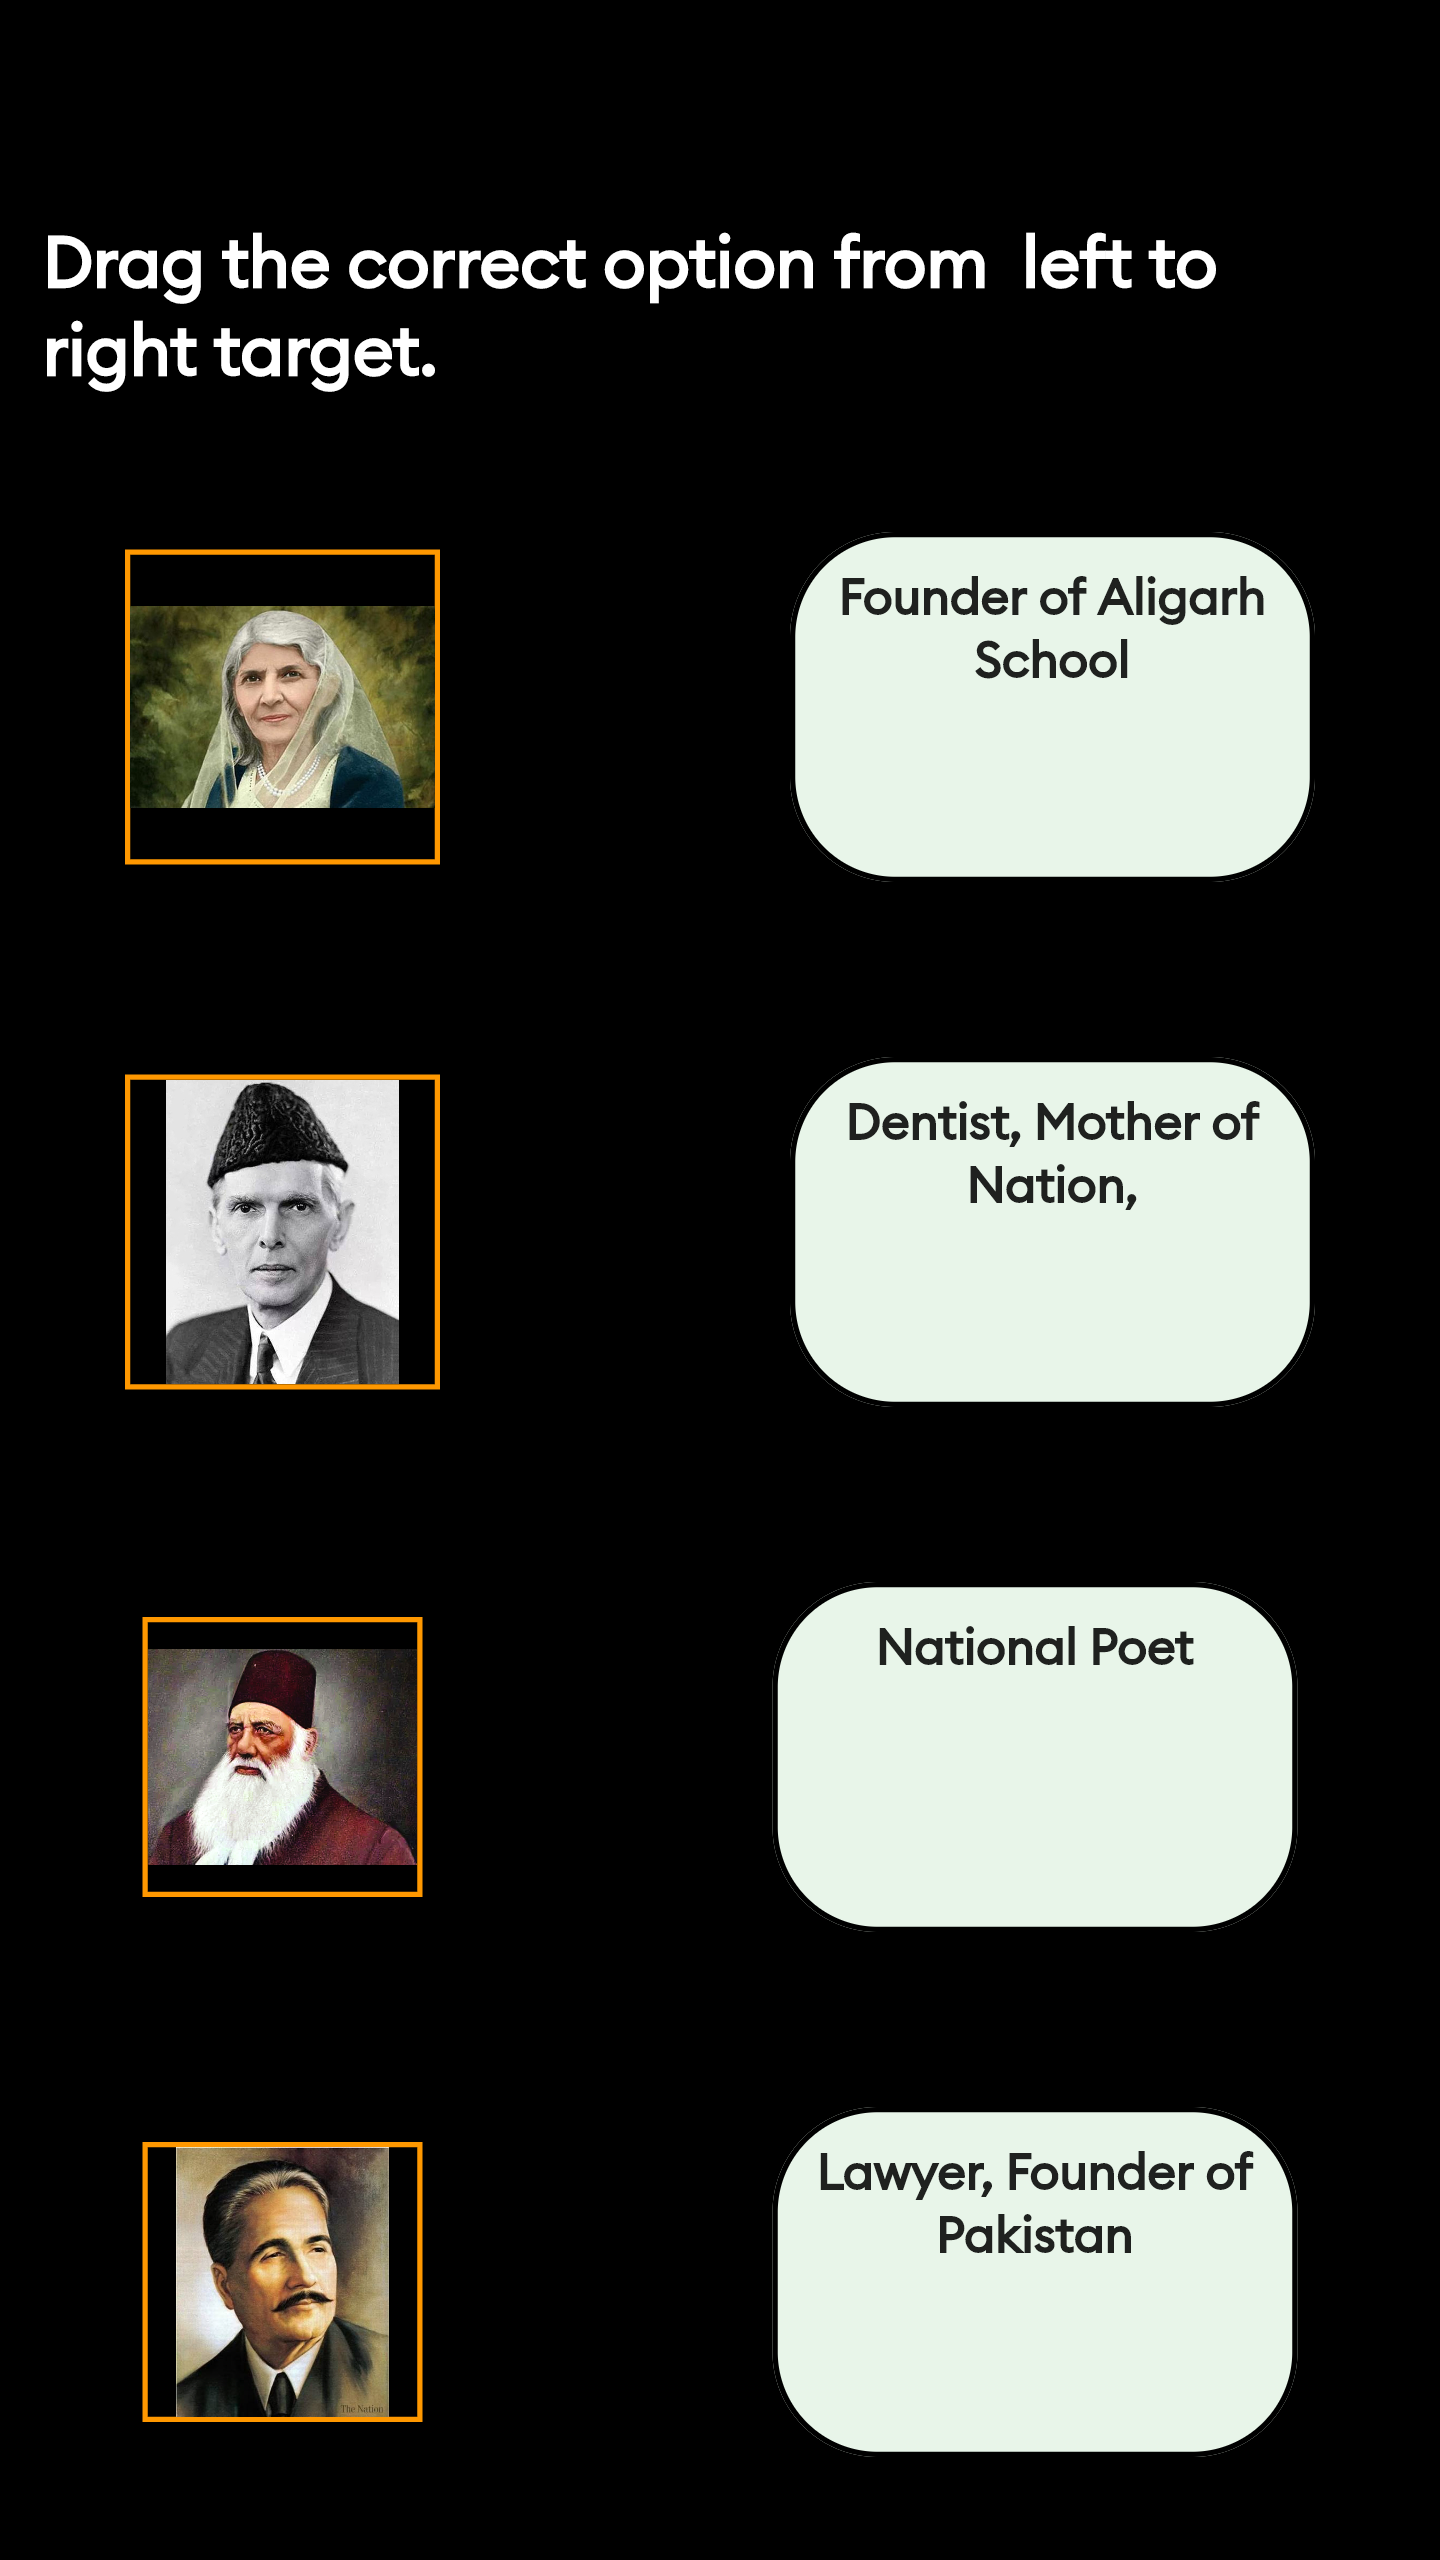 Drag the correct option from  left to
right target.
Founder of Aligarh
School
Dentist, Mother of
Nation,
National Poet
Lawyer, Founder of
Pakistan
The Nation